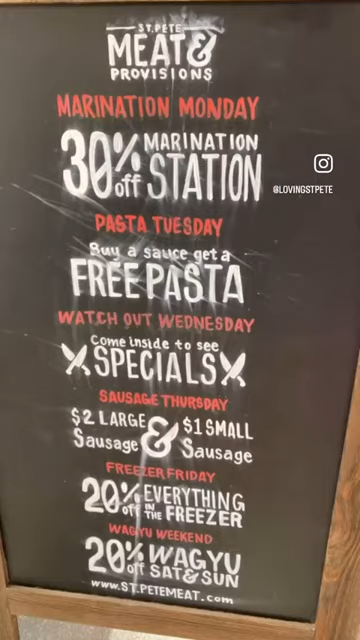 ST. PETE
MEAT &
PROVISIONS
MARINATION MONDAY
30% off MARINATION STATION
@LOVINGSTPETE
PASTA TUESDAY
Buy a sauce get a
FREE PASTA
WATCH OUT WEDNESDAY
Come inside to see
SPECIALS
SAUSAGE THURSDAY
$2 LARGE Sausage & $1 SMALL Sausage
FREEZER FRIDAY
20% off EVERYTHING IN THE FREEZER
WAGYU WEEKEND
20% off WAGYU SAT & SUN
www.ST.PETEMEAT.com